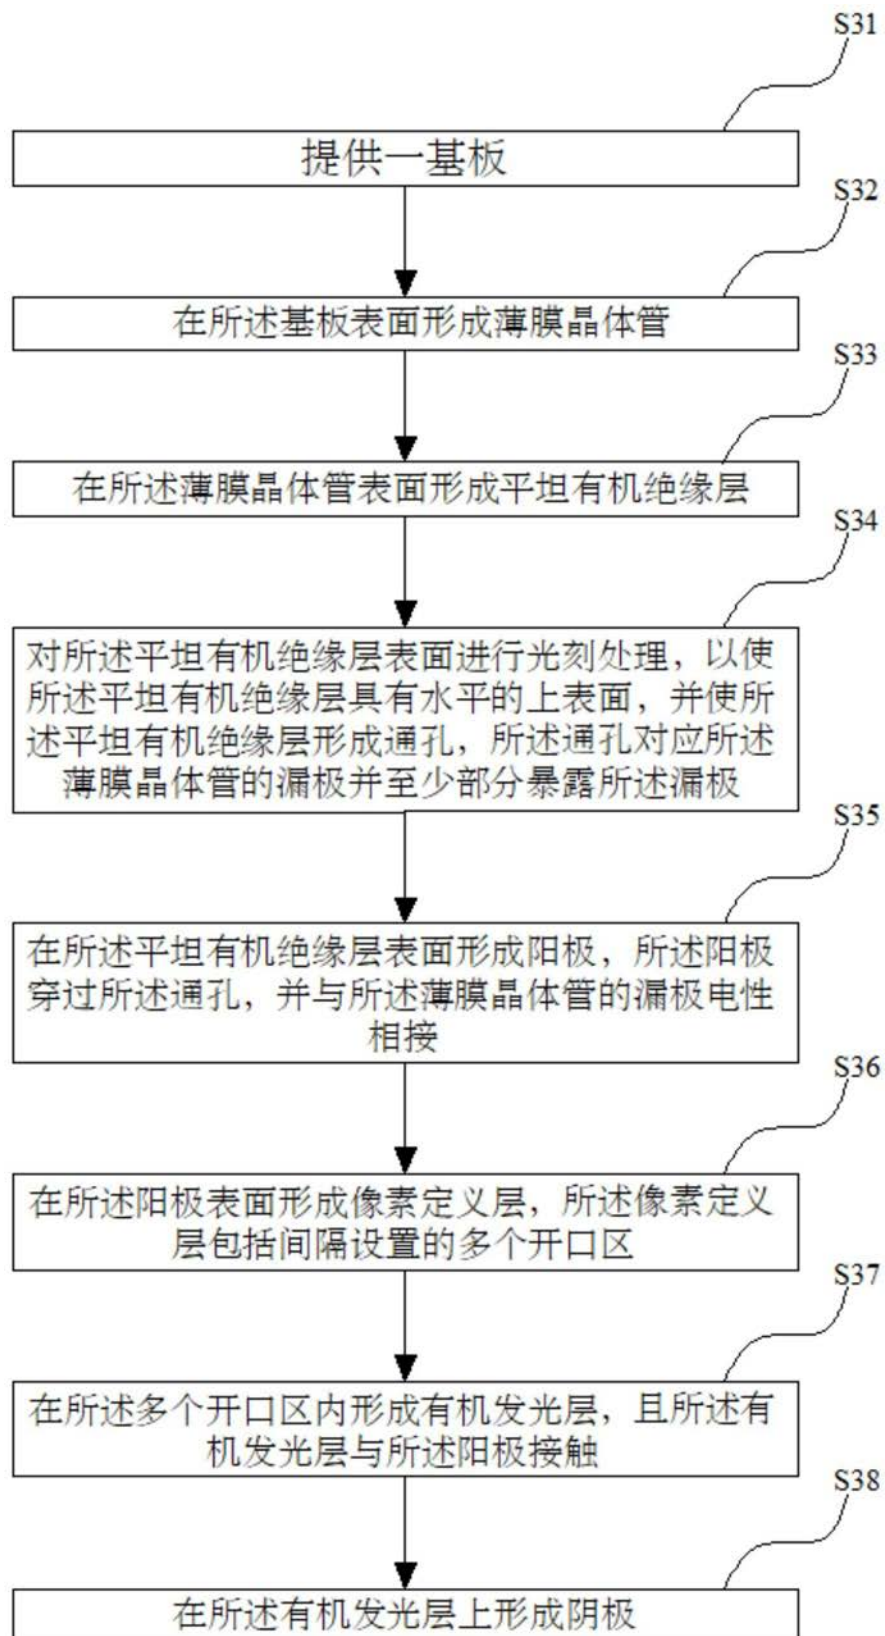 S31
提供一基板
S32
在所述基板表面形成薄膜晶体管
S33
在所述薄膜晶体管表面形成平坦有机绝缘层
S34
对所述平坦有机绝缘层表面进行光刻处理，以使
所述平坦有机绝缘层具有水平的上表面，并使所
述平坦有机绝缘层形成通孔，所述通孔对应所述
薄膜晶体管的漏极并至少部分暴露所述漏极
S35
在所述平坦有机绝缘层表面形成阳极，所述阳极
穿过所述通孔，并与所述薄膜晶体管的漏极电性
相接
S36
在所述阳极表面形成像素定义层，所述像素定义
层包括间隔设置的多个开口区
S37
在所述多个开口区内形成有机发光层，且所述有
机发光层与所述阳极接触
S38
在所述有机发光层上形成阴极